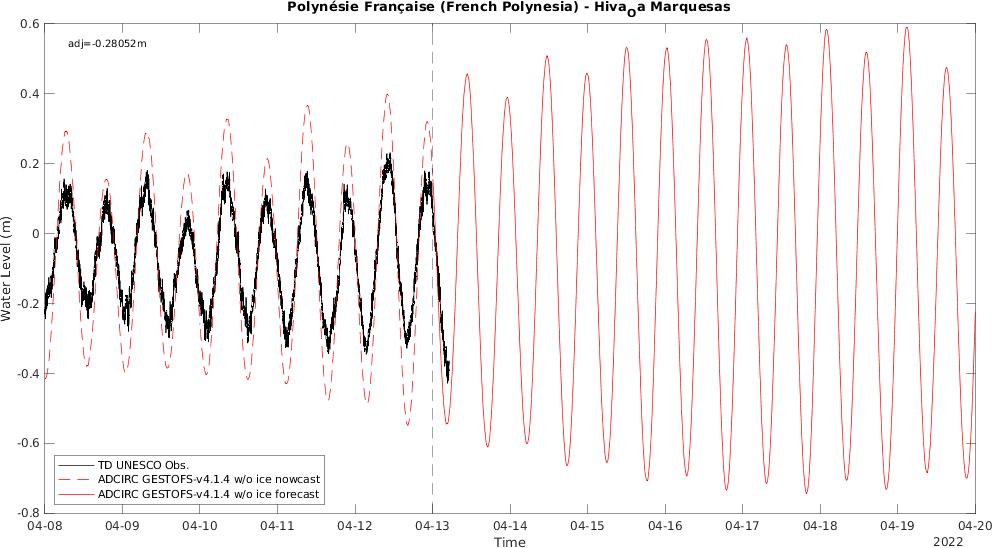 Polynésie Française (French Polynesia) - HivaOa Marquesas
adj=-0.28052m
0.6
0.4
0.2
0
-0.2
-0.4
-0.6
-0.8
Water Level (m)
TD UNESCO Obs.
ADCIRC GESTOFS-v4.1.4 w/o ice nowcast
ADCIRC GESTOFS-v4.1.4 w/o ice forecast
04-08 04-09 04-10 04-11 04-12 04-13 04-14 04-15 04-16 04-17 04-18 04-19 04-20
Time
2022